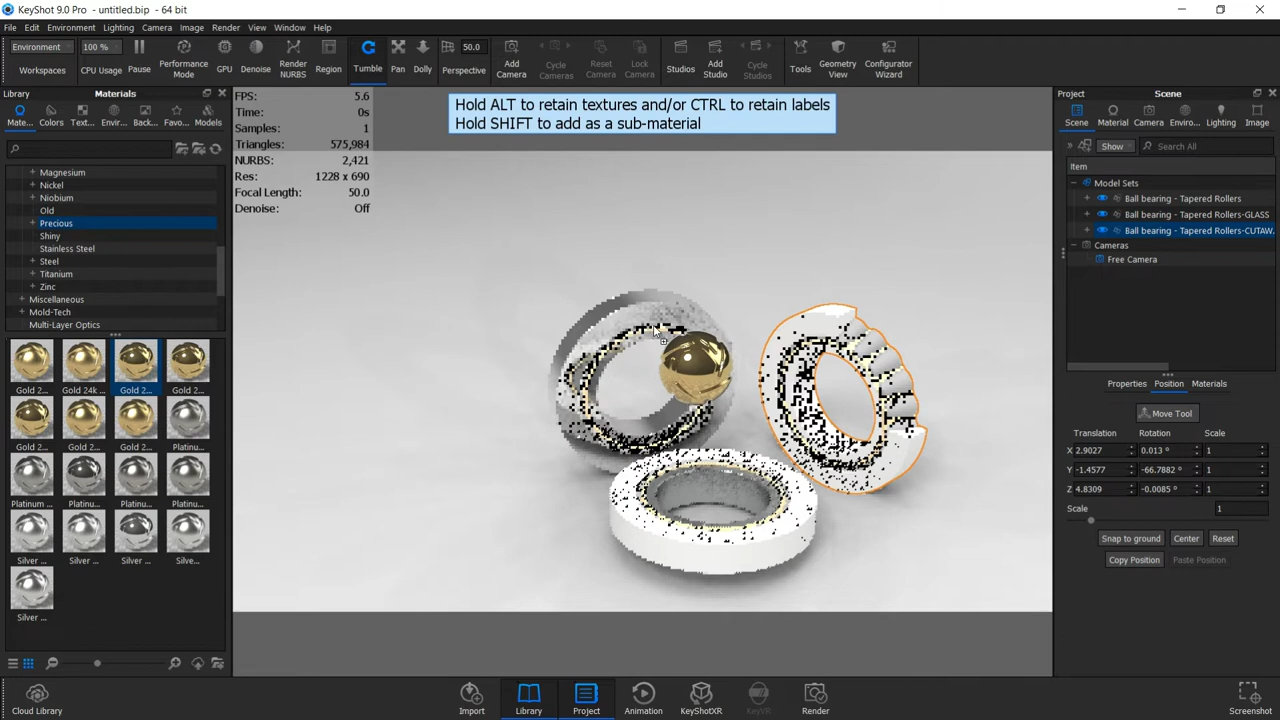 KeyShot 9.0 Pro - untitled.bip - 64 bit
File Edit Environment Lighting Camera Image Render View Window Help
Environment 100 % 50.0
Workspaces CPU Usage Pause Performance Mode GPU Denoise Render NURBS Region Tumble Pan Dolly Perspective Add Camera Cycle Cameras Reset Camera Lock Camera Studios Add Studio Cycle Studios Tools Geometry View Configurator Wizard
Library Materials
Mate... Colors Text... Envir... Back... Favo... Models
Magnesium
Nickel
Niobium
Old
Precious
Shiny
Stainless Steel
Steel
Titanium
Zinc
Miscellaneous
Mold-Tech
Multi-Layer Optics
Gold 2... Gold 24k ... Gold 2... Gold 2...
Gold 2... Gold 2... Gold 2... Platinu...
Platinum ... Platinu... Platinu... Platinu...
Silver ... Silver ... Silver ... Silve...
Silver ...
FPS: 5.6
Time: 0s
Samples: 1
Triangles: 575,984
NURBS: 2,421
Res: 1228 x 690
Focal Length: 50.0
Denoise: Off
Hold ALT to retain textures and/or CTRL to retain labels
Hold SHIFT to add as a sub-material
Project Scene
Scene Material Camera Enviro... Lighting Image
Show Search All
Item
Model Sets
Ball bearing - Tapered Rollers
Ball bearing - Tapered Rollers-GLASS
Ball bearing - Tapered Rollers-CUTAW
Cameras
Free Camera
Properties Position Materials
Move Tool
Translation Rotation Scale
X 2.9027 0.013 ° 1
Y -1.4577 -66.7882 ° 1
Z 4.8309 -0.0085 ° 1
Scale 1
Snap to ground Center Reset
Copy Position Paste Position
Cloud Library Import Library Project Animation KeyShotXR KeyVR Render Screenshot